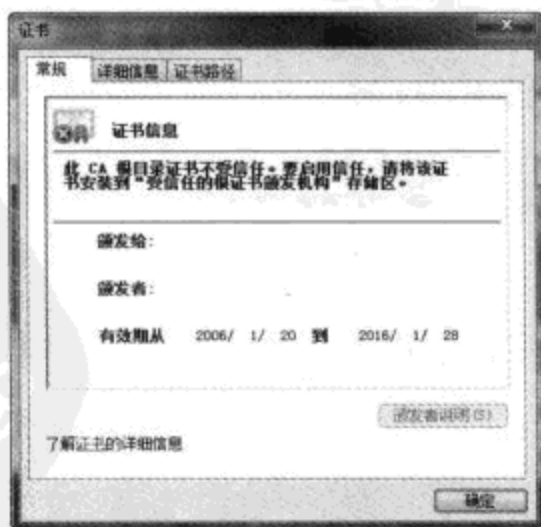 证书
常规 详细信息 证书路径
证书信息
此 CA 根目录证书不受信任。要启用信任，请将该证
书安装到“受信任的根证书颁发机构”存储区。
颁发给：
颁发者：
有效期从 2006/ 1/ 20 到 2016/ 1/ 28
颁发者说明(S)
了解证书的详细信息
确定